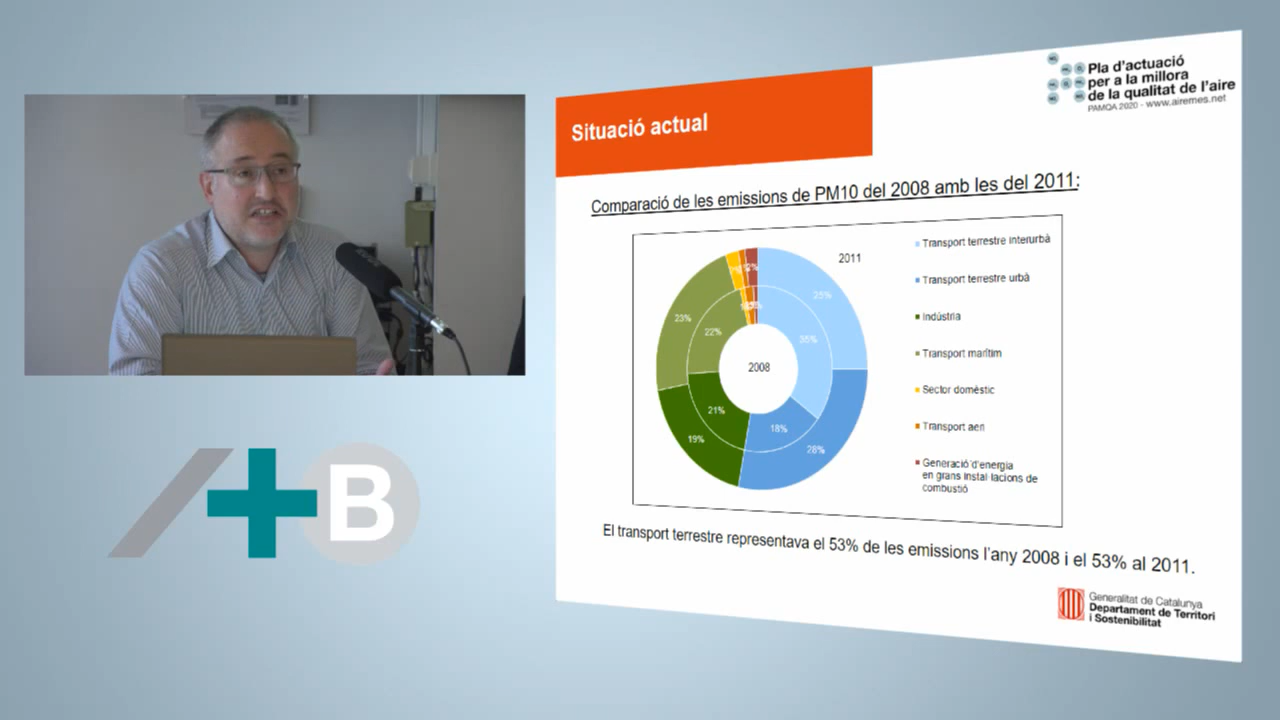 Pla d'actuació
per a la millora
de la qualitat de l'aire
PAMQA 2020 - www.airemes.net
Situació actual
Comparació de les emissions de PM10 del 2008 amb les del 2011:
2011
2008
25%
35%
28%
18%
19%
21%
23%
22%
Transport terrestre interurbà
Transport terrestre urbà
Indústria
Transport marítim
Sector domèstic
Transport aeri
Generació d'energia
en grans instal·lacions de
combustió
El transport terrestre representava el 53% de les emissions l'any 2008 i el 53% al 2011.
Generalitat de Catalunya
Departament de Territori
i Sostenibilitat
B